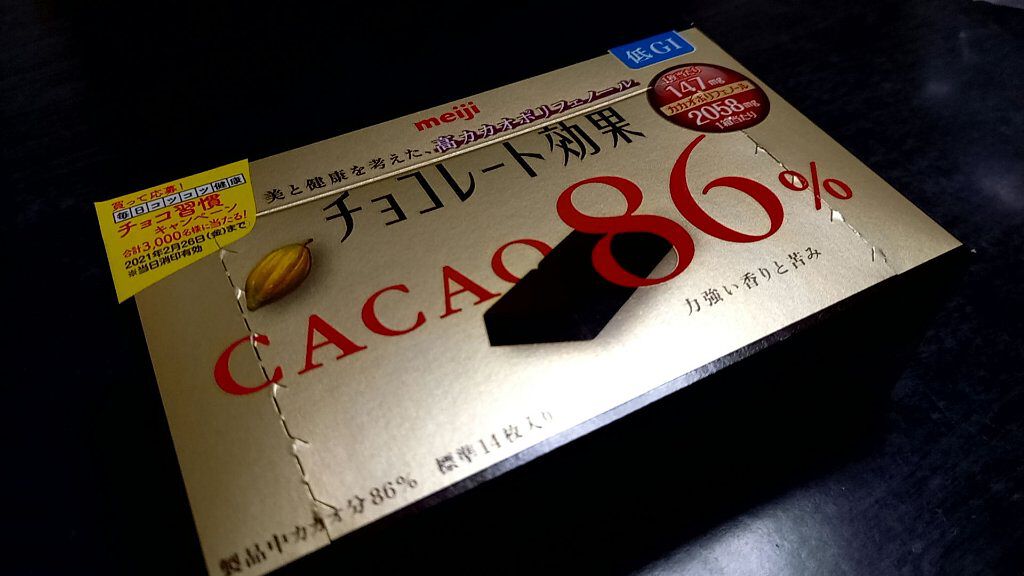 低GI
meiji
美と健康を考えた、高カカオポリフェノール
チョコレート効果
1枚当たり
147mg
カカオポリフェノール
2058mg
1箱当たり
買って応募!
毎日コツコツ健康
チョコ習慣
キャンペーン
合計3,000名様に当たる!
2021年2月26日(金)まで
※当日消印有効
CACAO 86%
力強い香りと苦み
製品中カカオ分86% 標準14枚入り